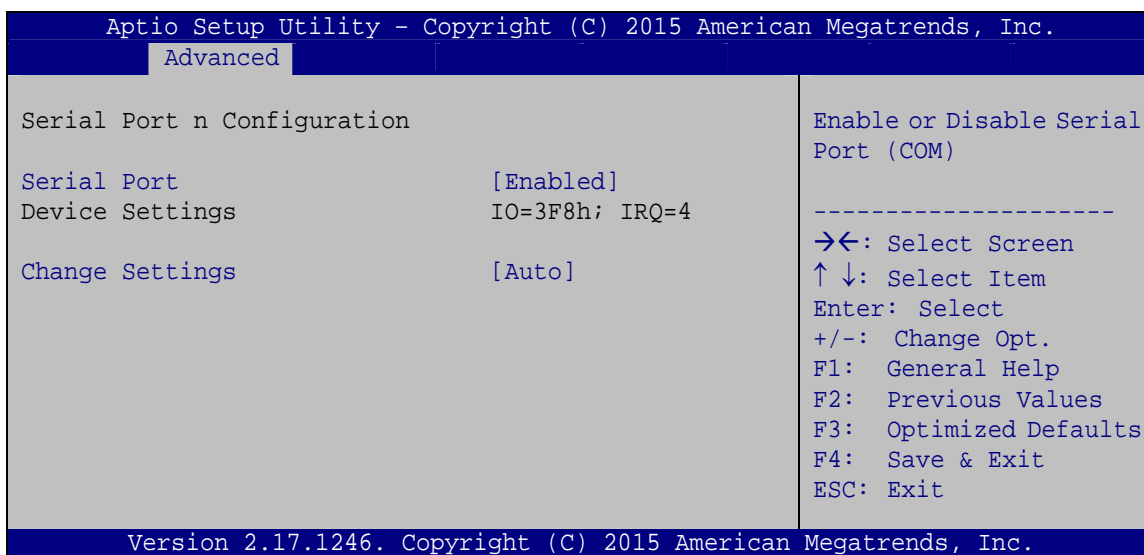 Aptio Setup Utility – Copyright (C) 2015 American Megatrends, Inc.
Advanced
Serial Port n Configuration
Serial Port [Enabled]
Device Settings IO=3F8h; IRQ=4
Change Settings [Auto]
Enable or Disable Serial
Port (COM)
---------------------
→←: Select Screen
↑ ↓: Select Item
Enter: Select
+/-: Change Opt.
F1: General Help
F2: Previous Values
F3: Optimized Defaults
F4: Save & Exit
ESC: Exit
Version 2.17.1246. Copyright (C) 2015 American Megatrends, Inc.